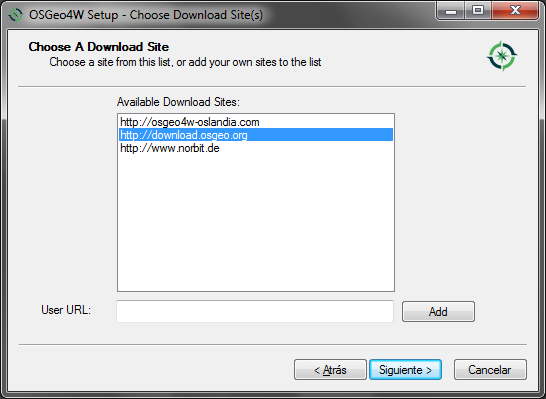 OSGeo4W Setup - Choose Download Site(s)
Choose A Download Site
Choose a site from this list, or add your own sites to the list
Available Download Sites:
http://osgeo4w-oslandia.com
http://download.osgeo.org
http://www.norbit.de
User URL:
Add
< Atrás
Siguiente >
Cancelar